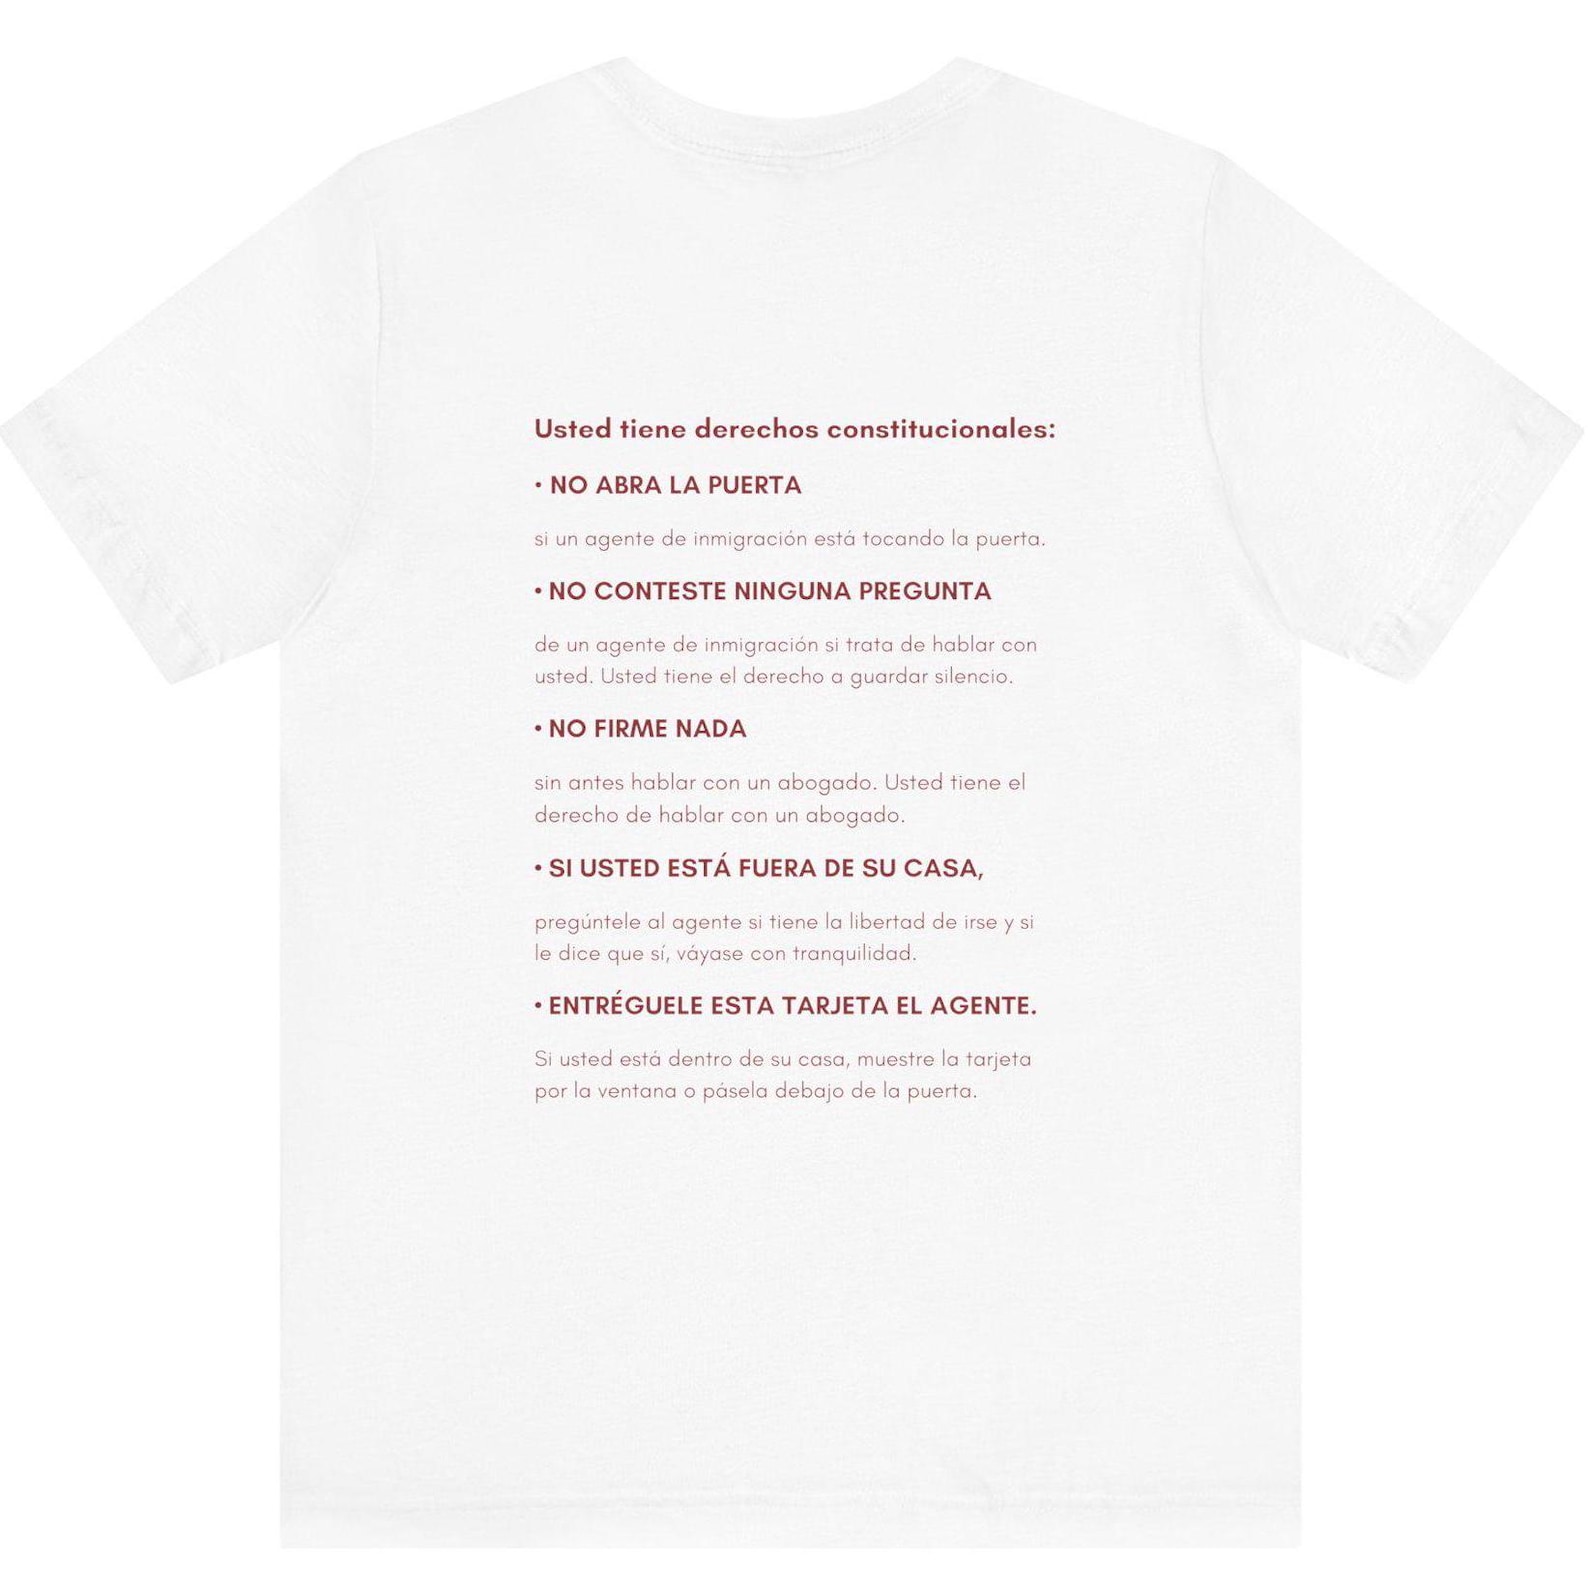 Usted tiene derechos constitucionales:
• NO ABRA LA PUERTA
si un agente de inmigración está tocando la puerta.
• NO CONTESTE NINGUNA PREGUNTA
de un agente de inmigración si trata de hablar con
usted. Usted tiene el derecho a guardar silencio.
• NO FIRME NADA
sin antes hablar con un abogado. Usted tiene el
derecho de hablar con un abogado.
• SI USTED ESTÁ FUERA DE SU CASA,
pregúntele al agente si tiene la libertad de irse y si
le dice que sí, váyase con tranquilidad.
• ENTRÉGUELE ESTA TARJETA EL AGENTE.
Si usted está dentro de su casa, muestre la tarjeta
por la ventana o pásela debajo de la puerta.